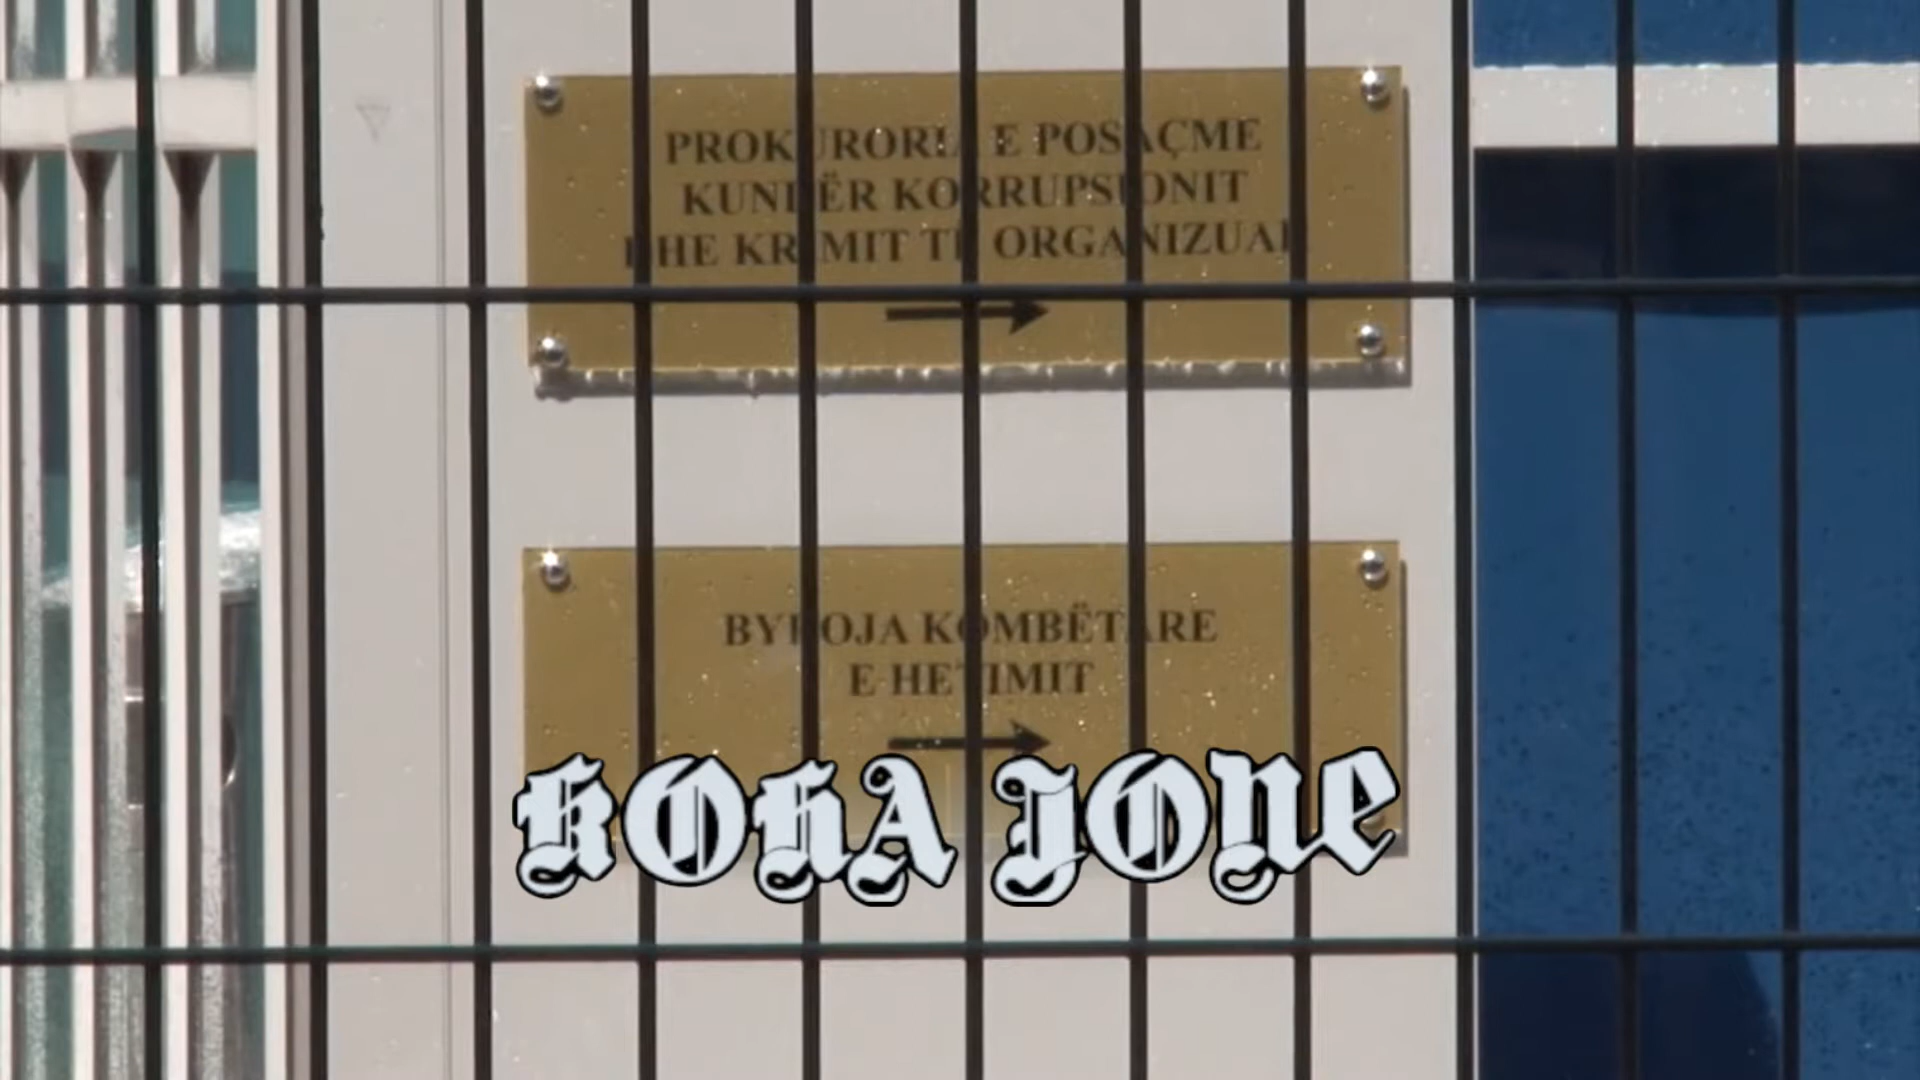 PROKURORIA E POSAÇME
KUNDËR KORRUPSIONIT
DHE KRIMIT TË ORGANIZUAR
BYROJA KOMBËTARE
E HETIMIT
KOHA JONE